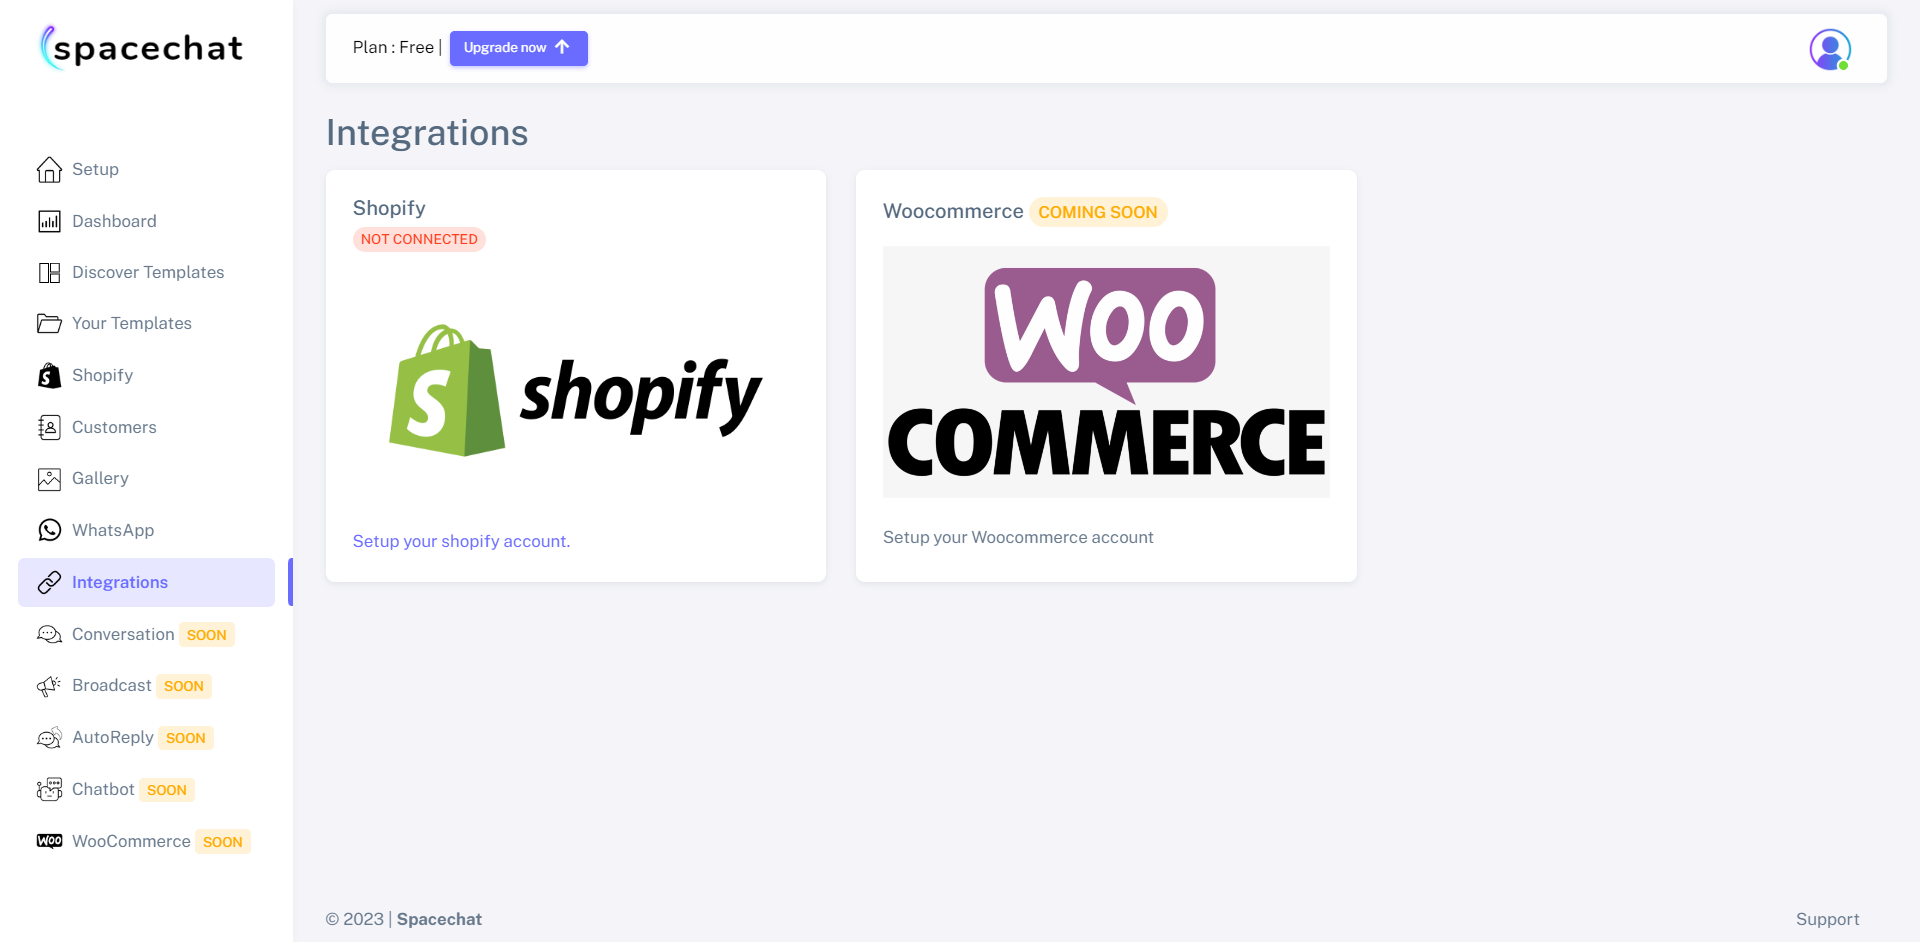 spacechat
Plan : Free | Upgrade now
Integrations
Setup
Dashboard
Discover Templates
Your Templates
Shopify
Customers
Gallery
WhatsApp
Integrations
Conversation SOON
Broadcast SOON
AutoReply SOON
Chatbot SOON
WOO WooCommerce SOON
Shopify
NOT CONNECTED
S shopify
Setup your shopify account.
Woocommerce COMING SOON
WOO
COMMERCE
Setup your Woocommerce account
© 2023 | Spacechat
Support